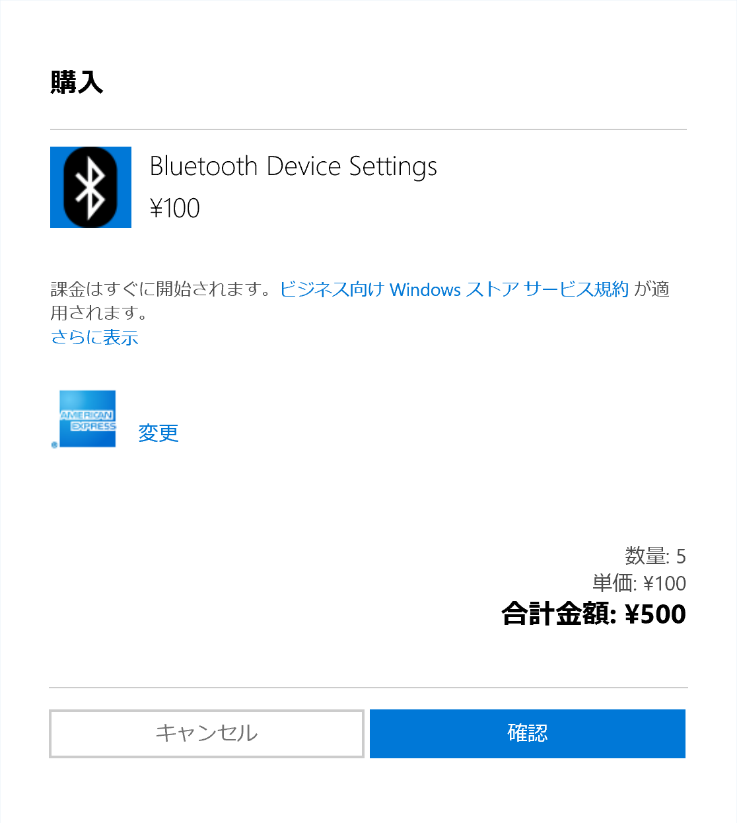 購入
Bluetooth Device Settings
¥100
課金はすぐに開始されます。ビジネス向け Windows ストア サービス規約 が適
用されます。
さらに表示
AMERICAN
EXPRESS
変更
数量: 5
単価: ¥100
合計金額: ¥500
キャンセル
確認